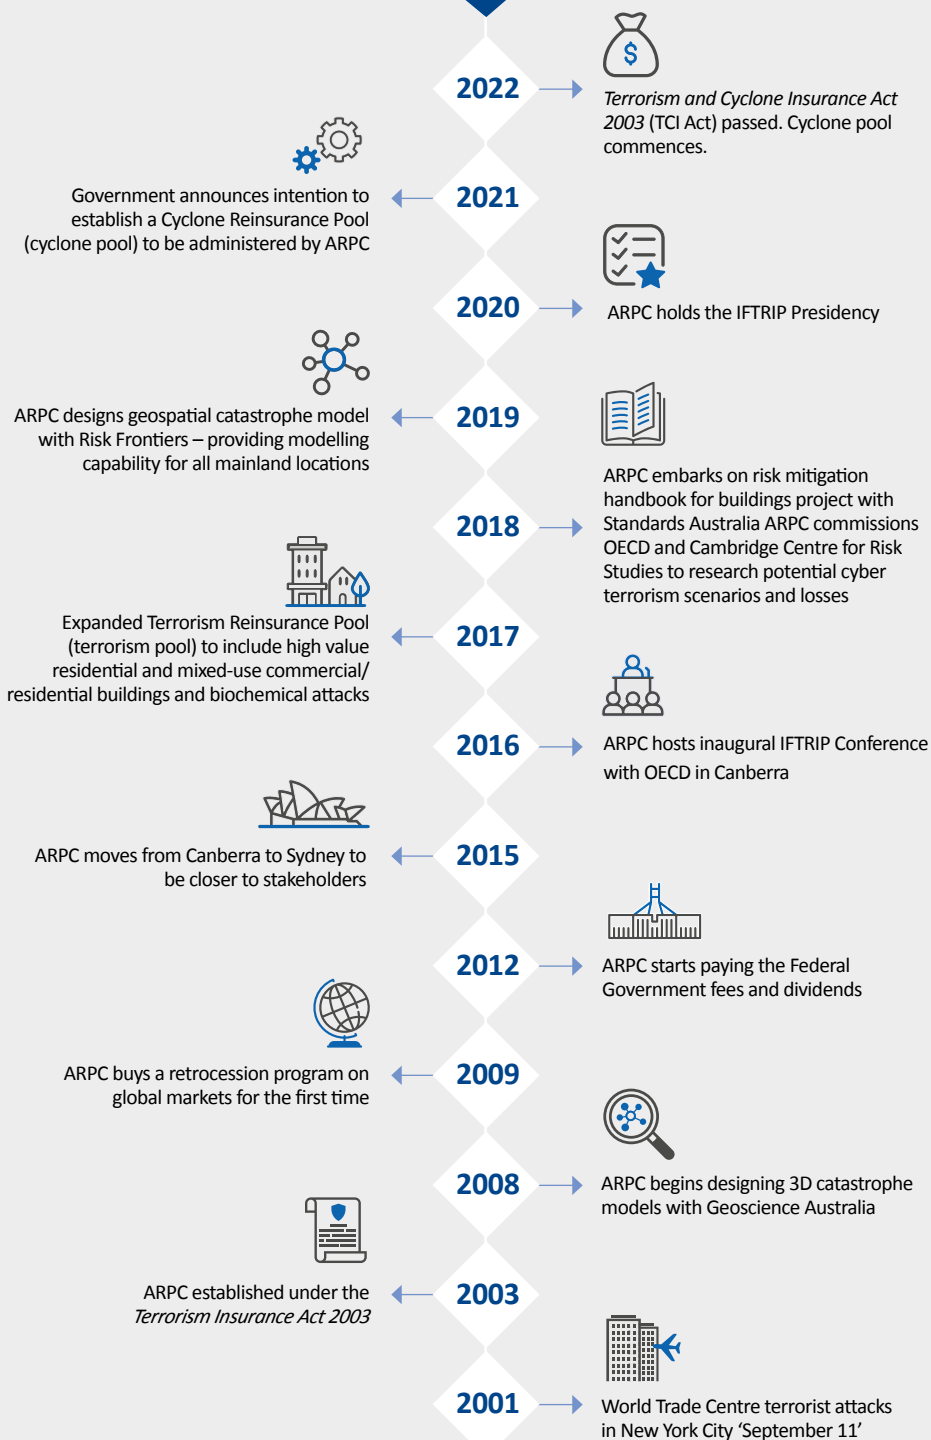 2022
$
Terrorism and Cyclone Insurance Act
2003 (TCI Act) passed. Cyclone pool
commences.
Government announces intention to
establish a Cyclone Reinsurance Pool
(cyclone pool) to be administered by ARPC
2021
2020
ARPC holds the IFTRIP Presidency
ARPC designs geospatial catastrophe model
with Risk Frontiers – providing modelling
capability for all mainland locations
2019
2018
ARPC embarks on risk mitigation
handbook for buildings project with
Standards Australia ARPC commissions
OECD and Cambridge Centre for Risk
Studies to research potential cyber
terrorism scenarios and losses
Expanded Terrorism Reinsurance Pool
(terrorism pool) to include high value
residential and mixed-use commercial/
residential buildings and biochemical attacks
2017
2016
ARPC hosts inaugural IFTRIP Conference
with OECD in Canberra
ARPC moves from Canberra to Sydney to
be closer to stakeholders
2015
2012
ARPC starts paying the Federal
Government fees and dividends
ARPC buys a retrocession program on
global markets for the first time
2009
2008
ARPC begins designing 3D catastrophe
models with Geoscience Australia
ARPC established under the
Terrorism Insurance Act 2003
2003
2001
World Trade Centre terrorist attacks
in New York City ‘September 11’